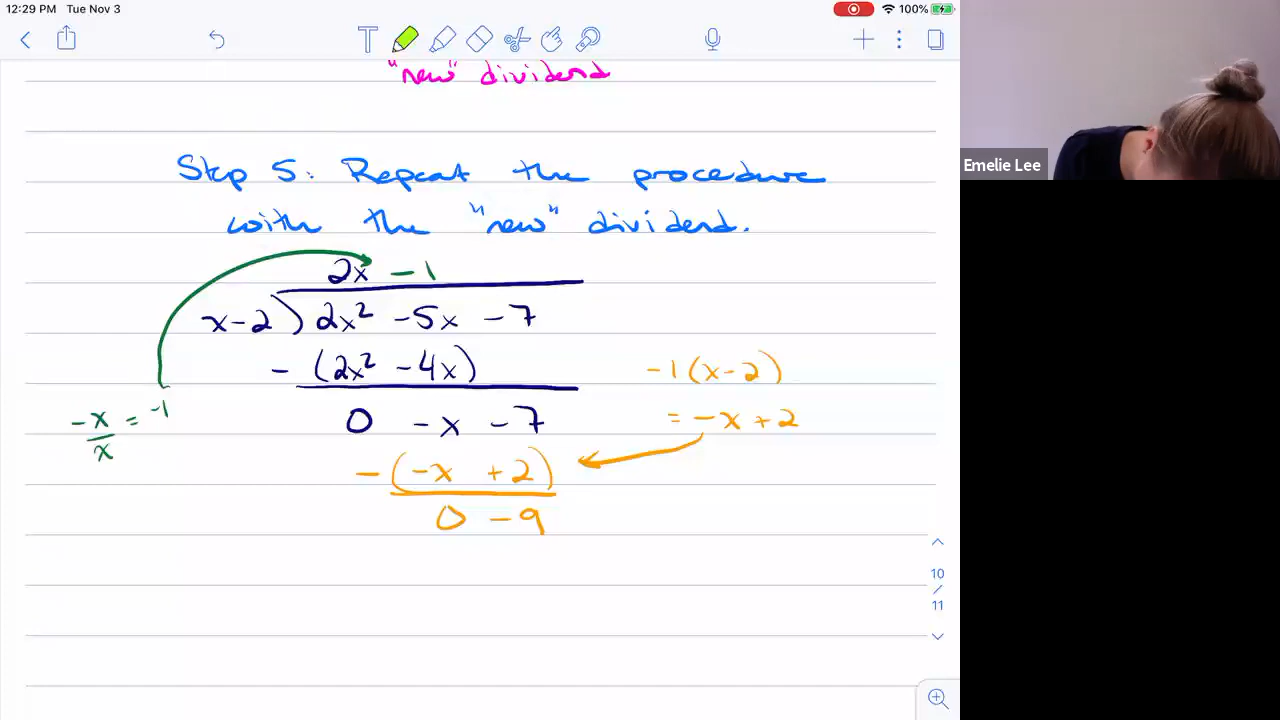 12:29 PM Tue Nov 3
100%
T
"new" dividend
Emelie Lee
Step 5: Repeat the procedure
with the "new" dividend.
2x -1
x-2 ) 2x² -5x -7
- (2x² -4x)
-1(x-2)
-x/x = -1
0 -x -7
= -x+2
-(-x +2)
0 -9
10
/
11